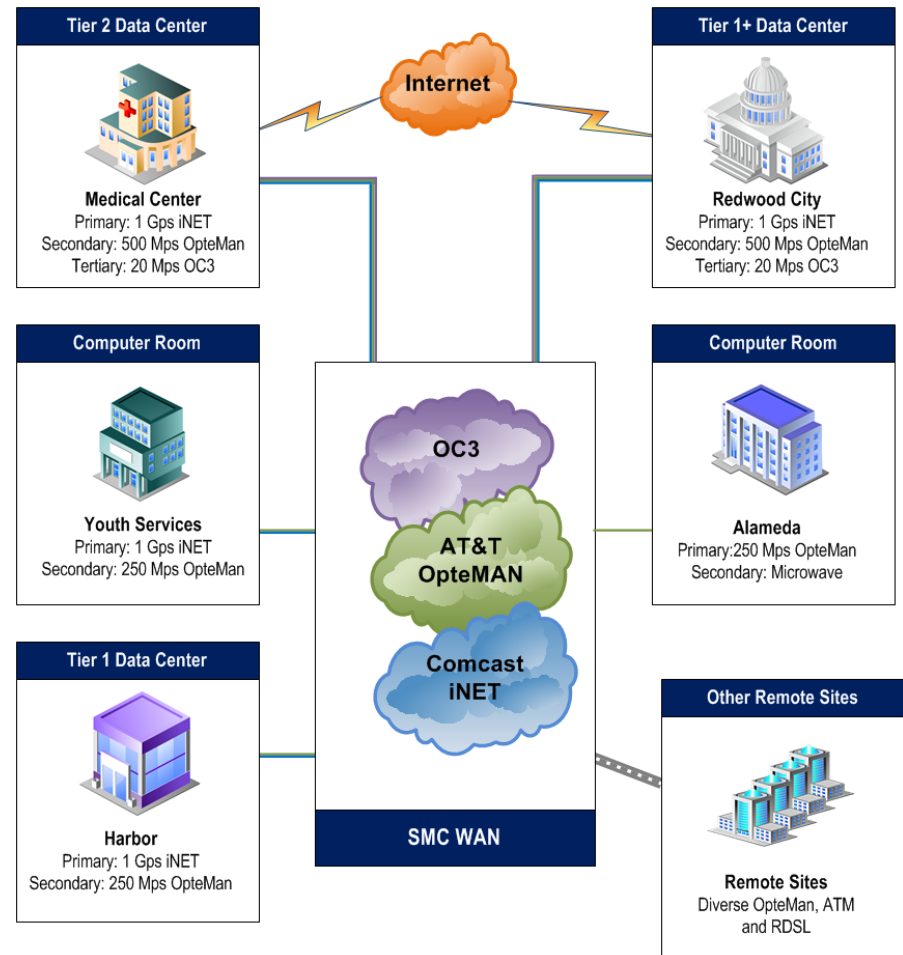 Tier 2 Data Center
Medical Center
Primary: 1 Gps iNET
Secondary: 500 Mps OpteMan
Tertiary: 20 Mps OC3
Internet
Tier 1+ Data Center
Redwood City
Primary: 1 Gps iNET
Secondary: 500 Mps OpteMan
Tertiary: 20 Mps OC3
Computer Room
Youth Services
Primary: 1 Gps iNET
Secondary: 250 Mps OpteMan
OC3
AT&T
OpteMAN
Comcast
iNET
SMC WAN
Computer Room
Alameda
Primary:250 Mps OpteMan
Secondary: Microwave
Tier 1 Data Center
Harbor
Primary: 1 Gps iNET
Secondary: 250 Mps OpteMan
Other Remote Sites
Remote Sites
Diverse OpteMan, ATM
and RDSL